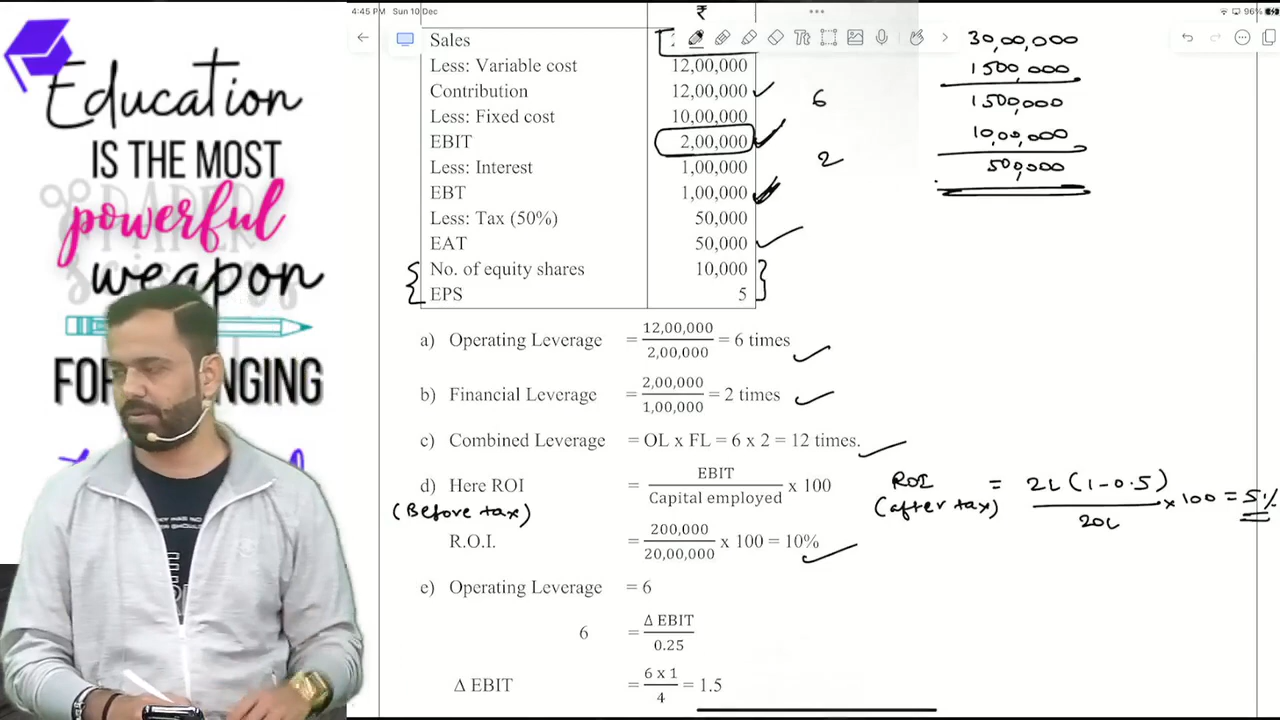 4:45 PM Sun 10 Dec ... 96%
₹
Sales
Less: Variable cost 12,00,000
Contribution 12,00,000
Less: Fixed cost 10,00,000
EBIT 2,00,000
Less: Interest 1,00,000
EBT 1,00,000
Less: Tax (50%) 50,000
EAT 50,000
No. of equity shares 10,000
EPS 5
6
2
30,00,000
1500,000
1500,000
10,00,000
500,000
a) Operating Leverage = 12,00,000 / 2,00,000 = 6 times
b) Financial Leverage = 2,00,000 / 1,00,000 = 2 times
c) Combined Leverage = OL x FL = 6 x 2 = 12 times.
d) Here ROI = EBIT / Capital employed x 100
(Before tax)
R.O.I. = 200,000 / 20,00,000 x 100 = 10%
ROI (after tax) = 2L (1-0.5) / 20L x 100 = 5%
e) Operating Leverage = 6
6 = Δ EBIT / 0.25
Δ EBIT = 6 x 1 / 4 = 1.5
Education
IS THE MOST
powerful
weapon